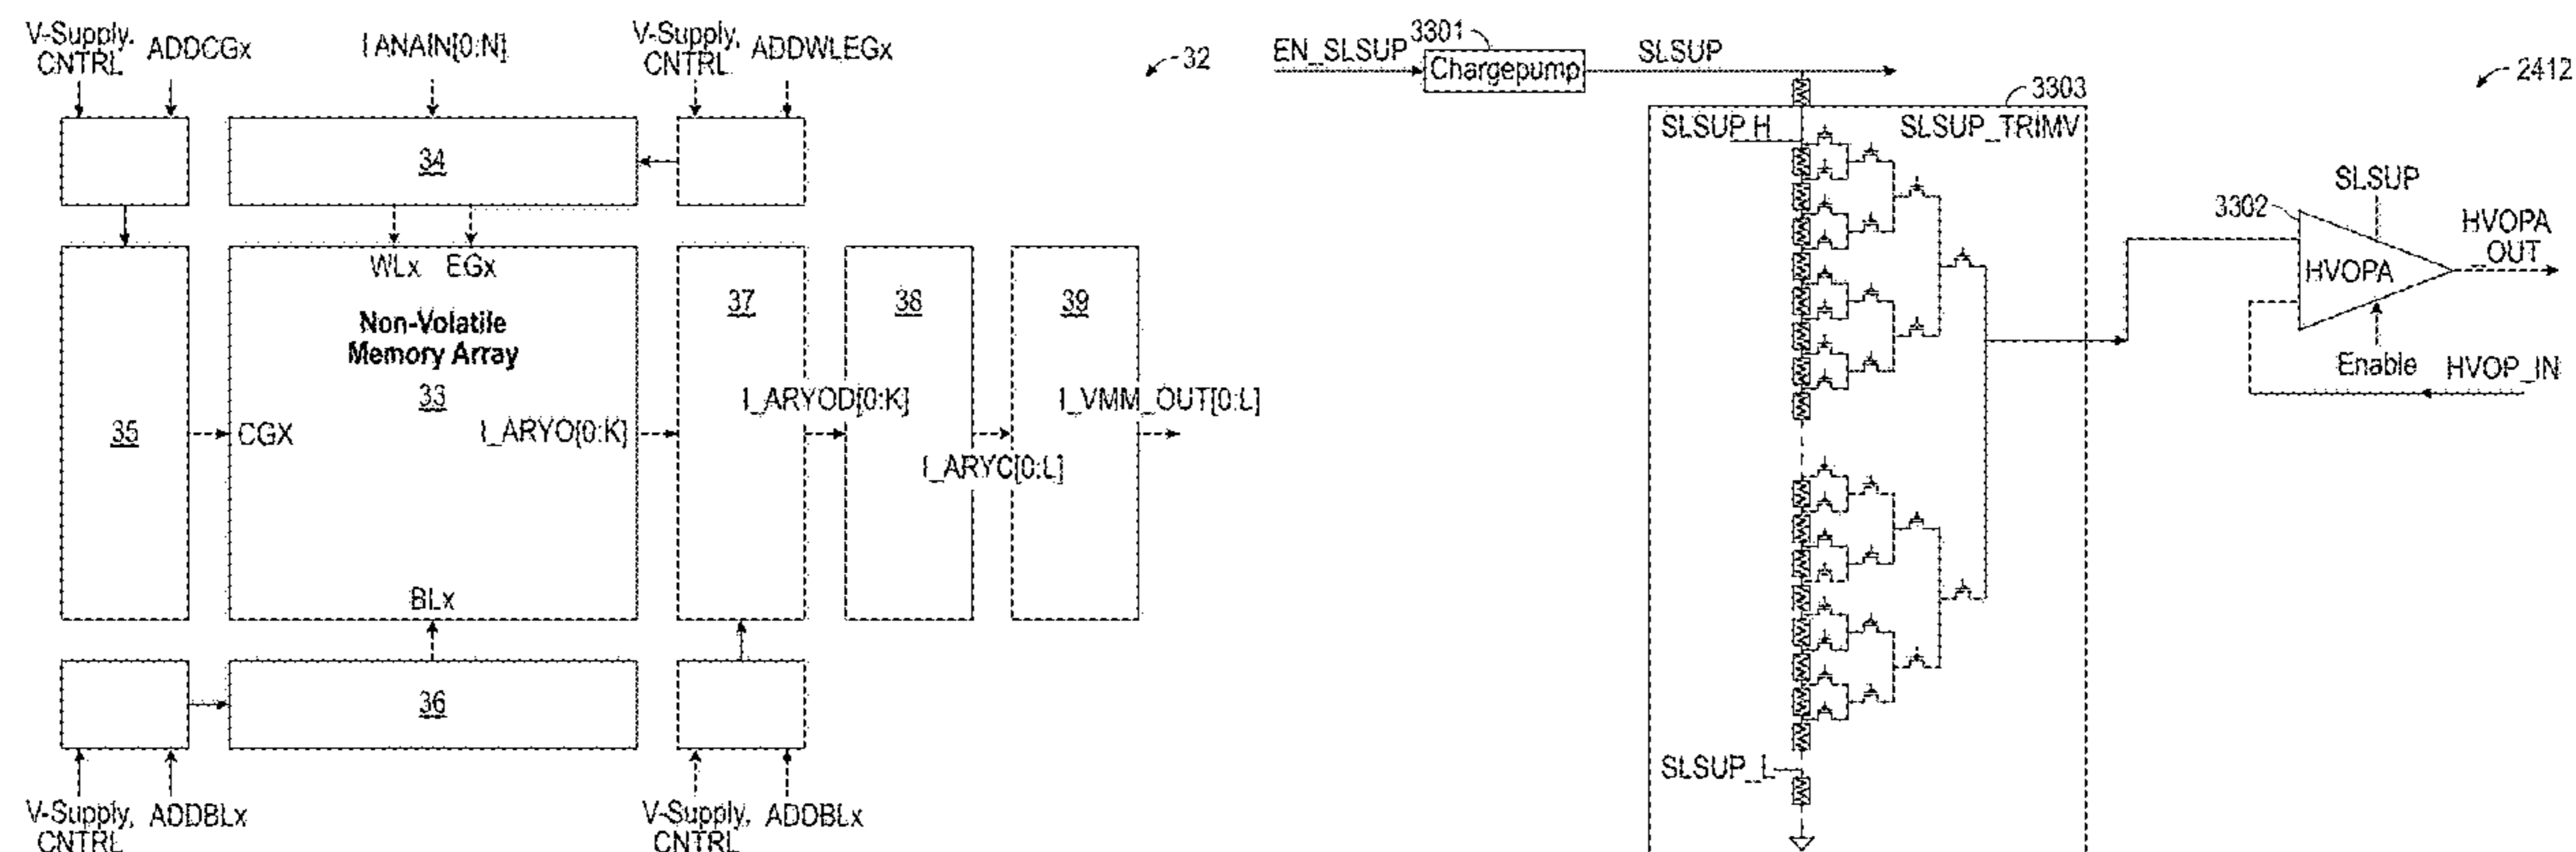 V-Supply,
CNTRL
ADDCGx
I ANAIN[0:N]
V-Supply,
CNTRL
ADDWLEGx
32
34
35
CGX
WLx EGx
Non-Volatile
Memory Array
33
I_ARYO[0:K]
BLx
37
I_ARYOD[0:K]
38
I_ARYC[0:L]
39
I_VMM_OUT[0:L]
36
V-Supply,
CNTRL
ADDBLx
V-Supply,
CNTRL
ADDBLx
EN_SLSUP
3301
Chargepump
SLSUP
3303
2412
SLSUP_H
SLSUP_TRIMV
SLSUP_L
3302
SLSUP
HVOPA
HVOPA
_OUT
Enable
HVOP_IN